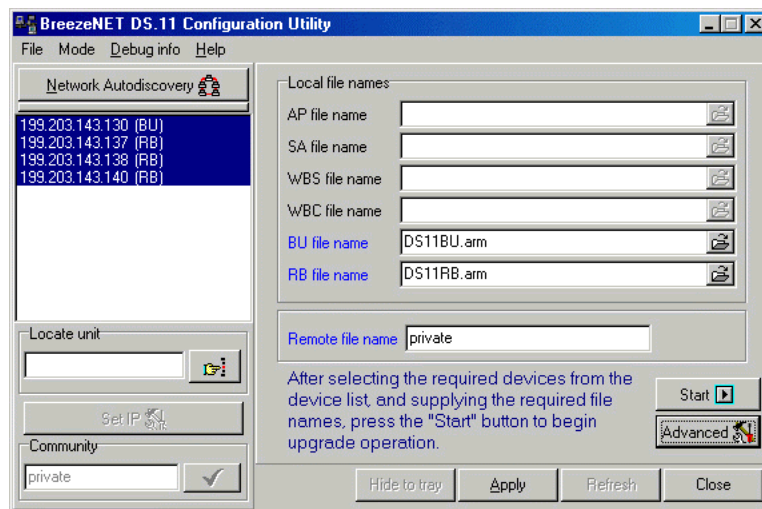 BreezeNET DS.11 Configuration Utility
File Mode Debug info Help
Network Autodiscovery
199.203.143.130 (BU)
199.203.143.137 (RB)
199.203.143.138 (RB)
199.203.143.140 (RB)
Locate unit
Set IP
Community
private
Local file names
AP file name
SA file name
WBS file name
WBC file name
BU file name DS11BU.arm
RB file name DS11RB.arm
Remote file name private
After selecting the required devices from the
device list, and supplying the required file
names, press the "Start" button to begin
upgrade operation.
Start
Advanced
Hide to tray Apply Refresh Close